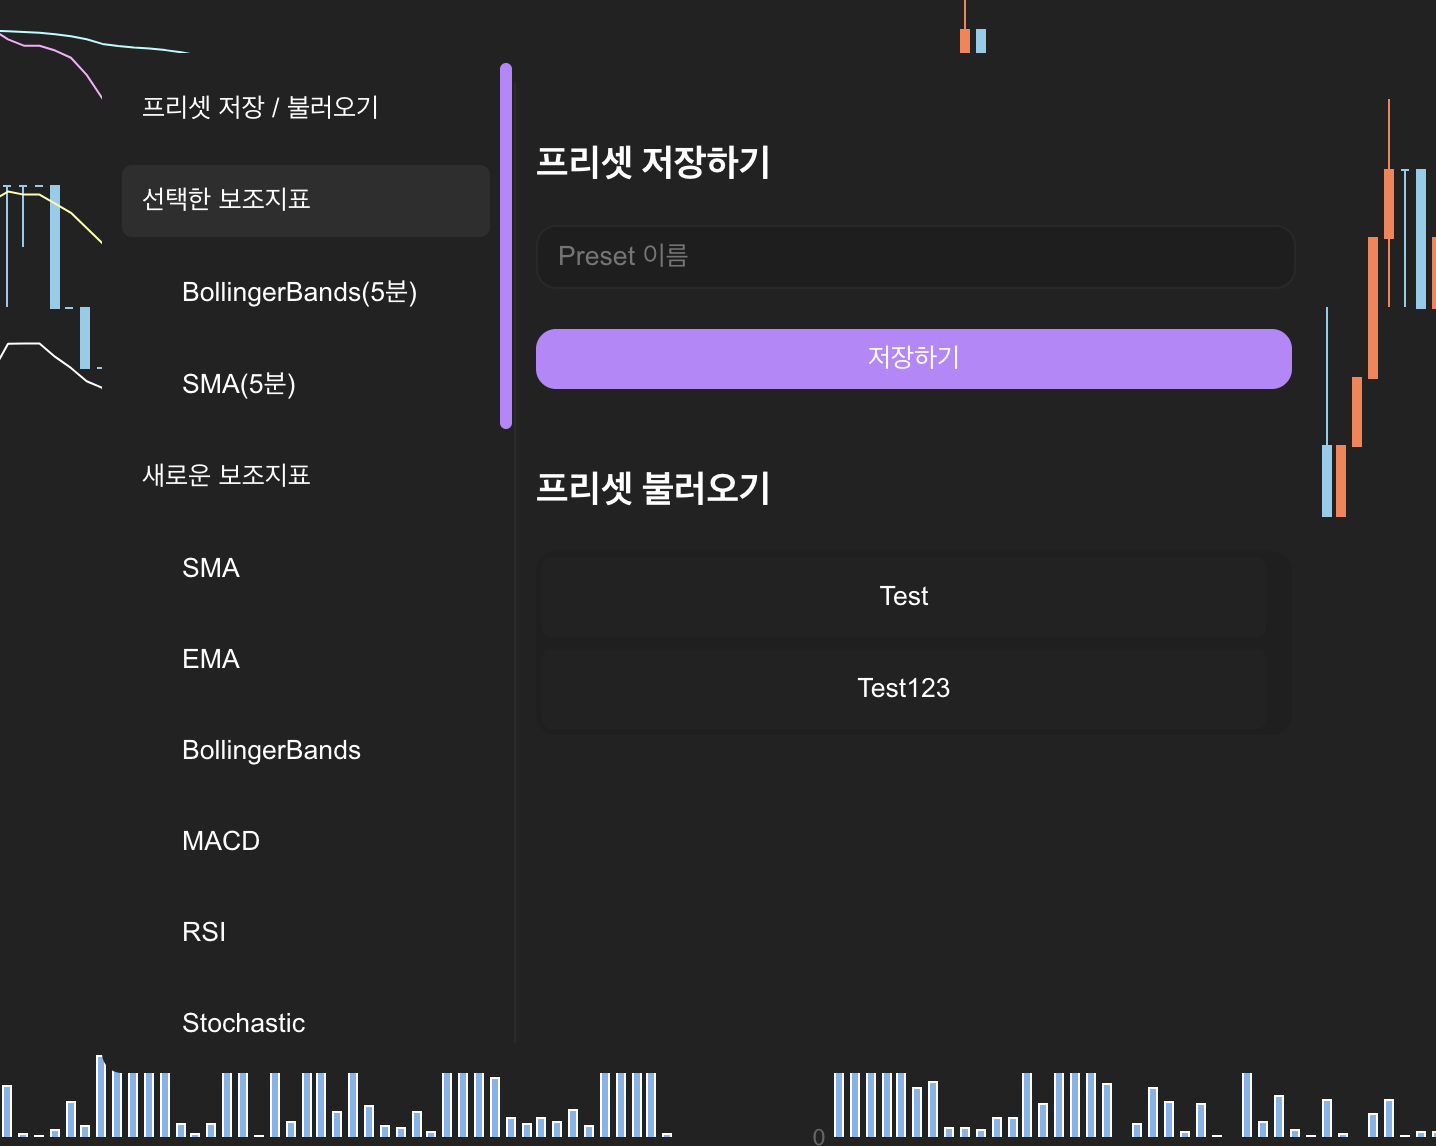 프리셋 저장 / 불러오기
선택한 보조지표
BollingerBands(5분)
SMA(5분)
새로운 보조지표
SMA
EMA
BollingerBands
MACD
RSI
Stochastic
프리셋 저장하기
Preset 이름
저장하기
프리셋 불러오기
Test
Test123
0